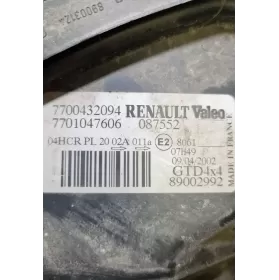 7700432094 RENAULT Valeo
7701047606 087552
04HCR PL 20 02A 011a E2 8661
07B49
09/04/2002
GTD4x4
89002992
MADE IN FRANCE